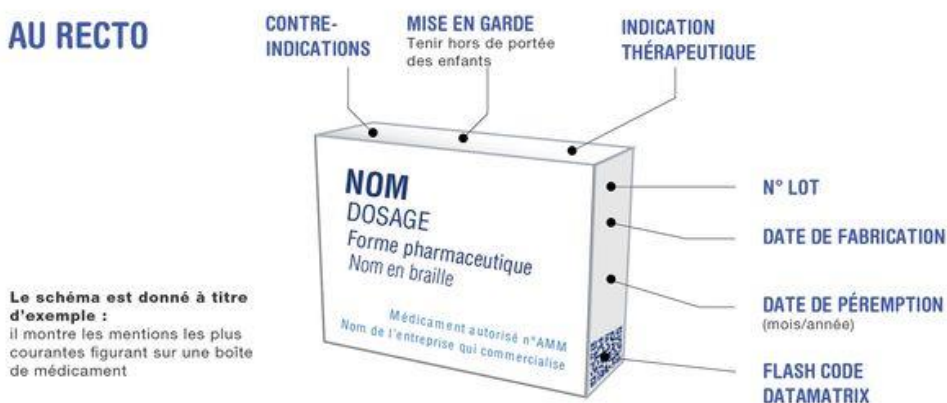 AU RECTO
CONTRE-
INDICATIONS
MISE EN GARDE
Tenir hors de portée
des enfants
INDICATION
THÉRAPEUTIQUE
NOM
DOSAGE
Forme pharmaceutique
Nom en braille
Médicament autorisé n°AMM
Nom de l'entreprise qui commercialise
N° LOT
DATE DE FABRICATION
DATE DE PÉREMPTION
(mois/année)
FLASH CODE
DATAMATRIX
Le schéma est donné à titre
d'exemple :
il montre les mentions les plus
courantes figurant sur une boîte
de médicament